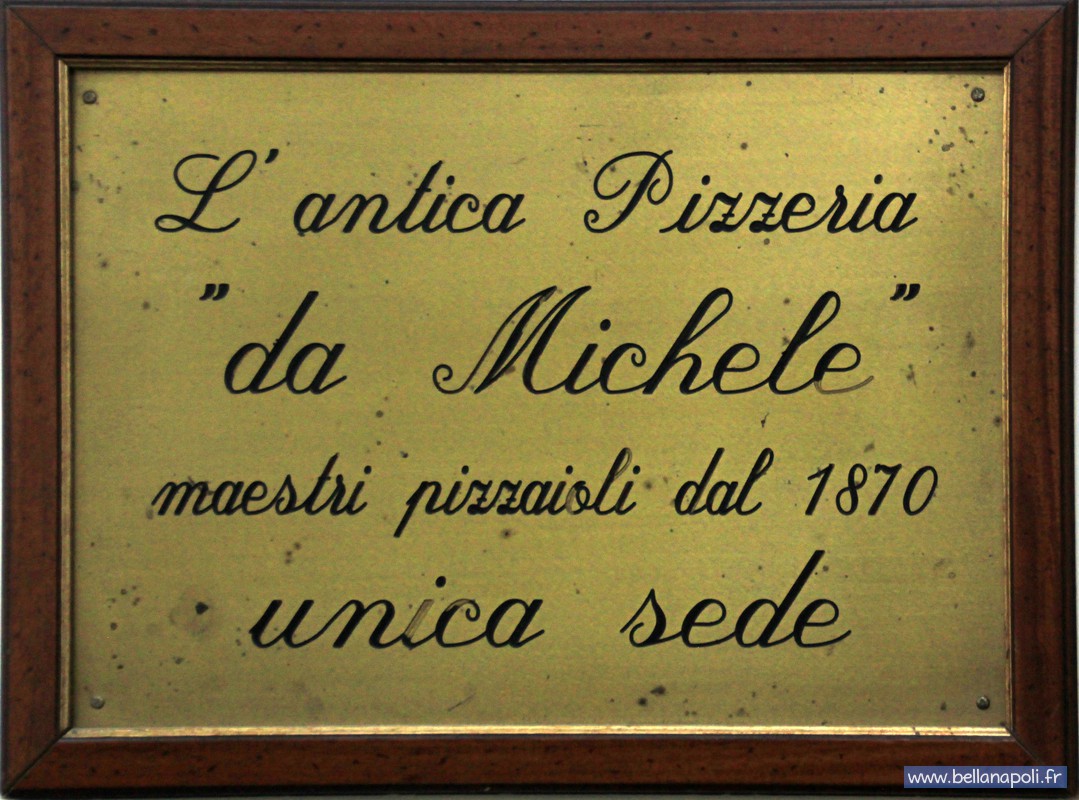 L'antica Pizzeria
"da Michele"
maestri pizzaioli dal 1870
unica sede
www.bellanapoli.fr